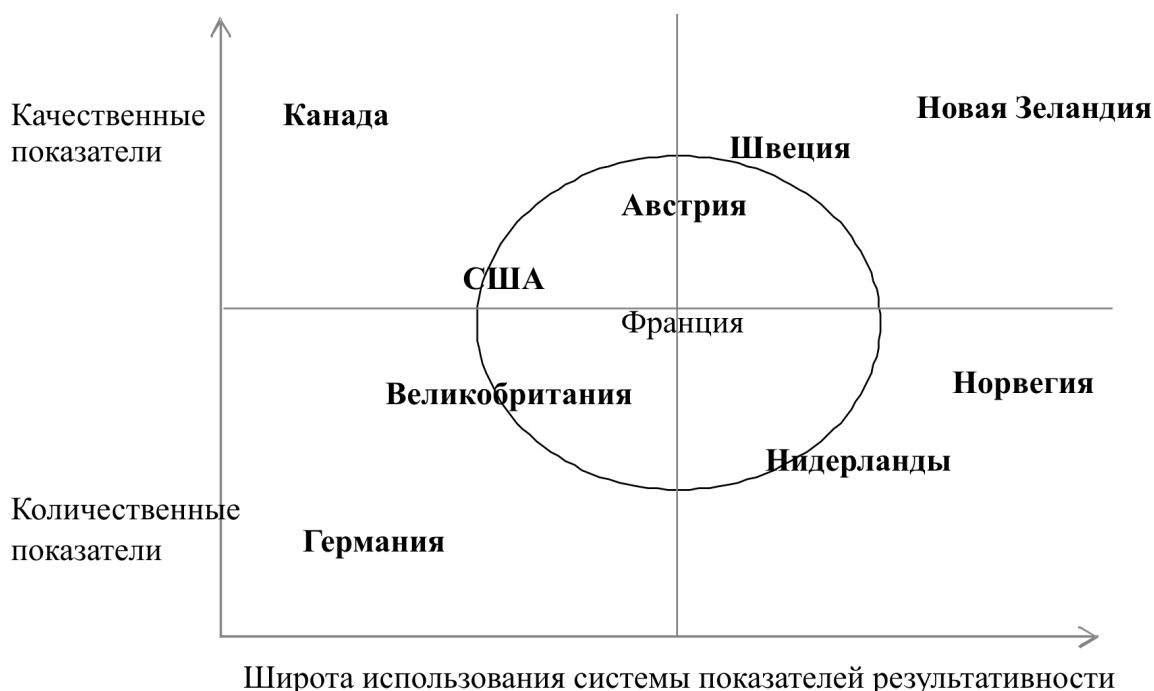 Качественные
показатели
Канада
Новая Зеландия
Швеция
Австрия
США
Франция
Великобритания
Норвегия
Нидерланды
Количественные
показатели
Германия
Широта использования системы показателей результативности